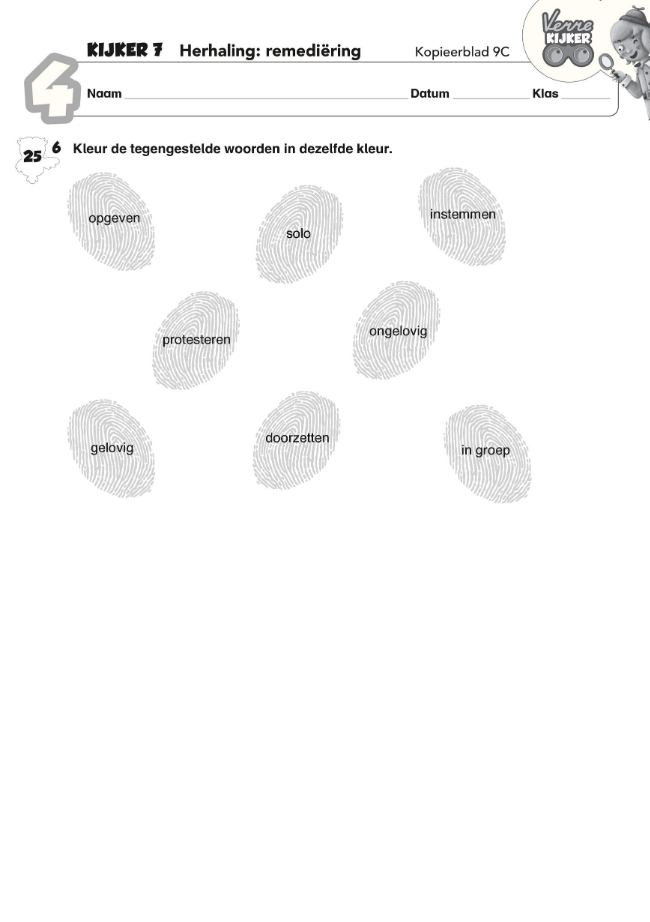 Verre
KIJKER
KIJKER 7 Herhaling: remediëring Kopieerblad 9C
4
Naam Datum Klas
25 6 Kleur de tegengestelde woorden in dezelfde kleur.
opgeven solo instemmen
protesteren ongelovig
gelovig doorzetten in groep